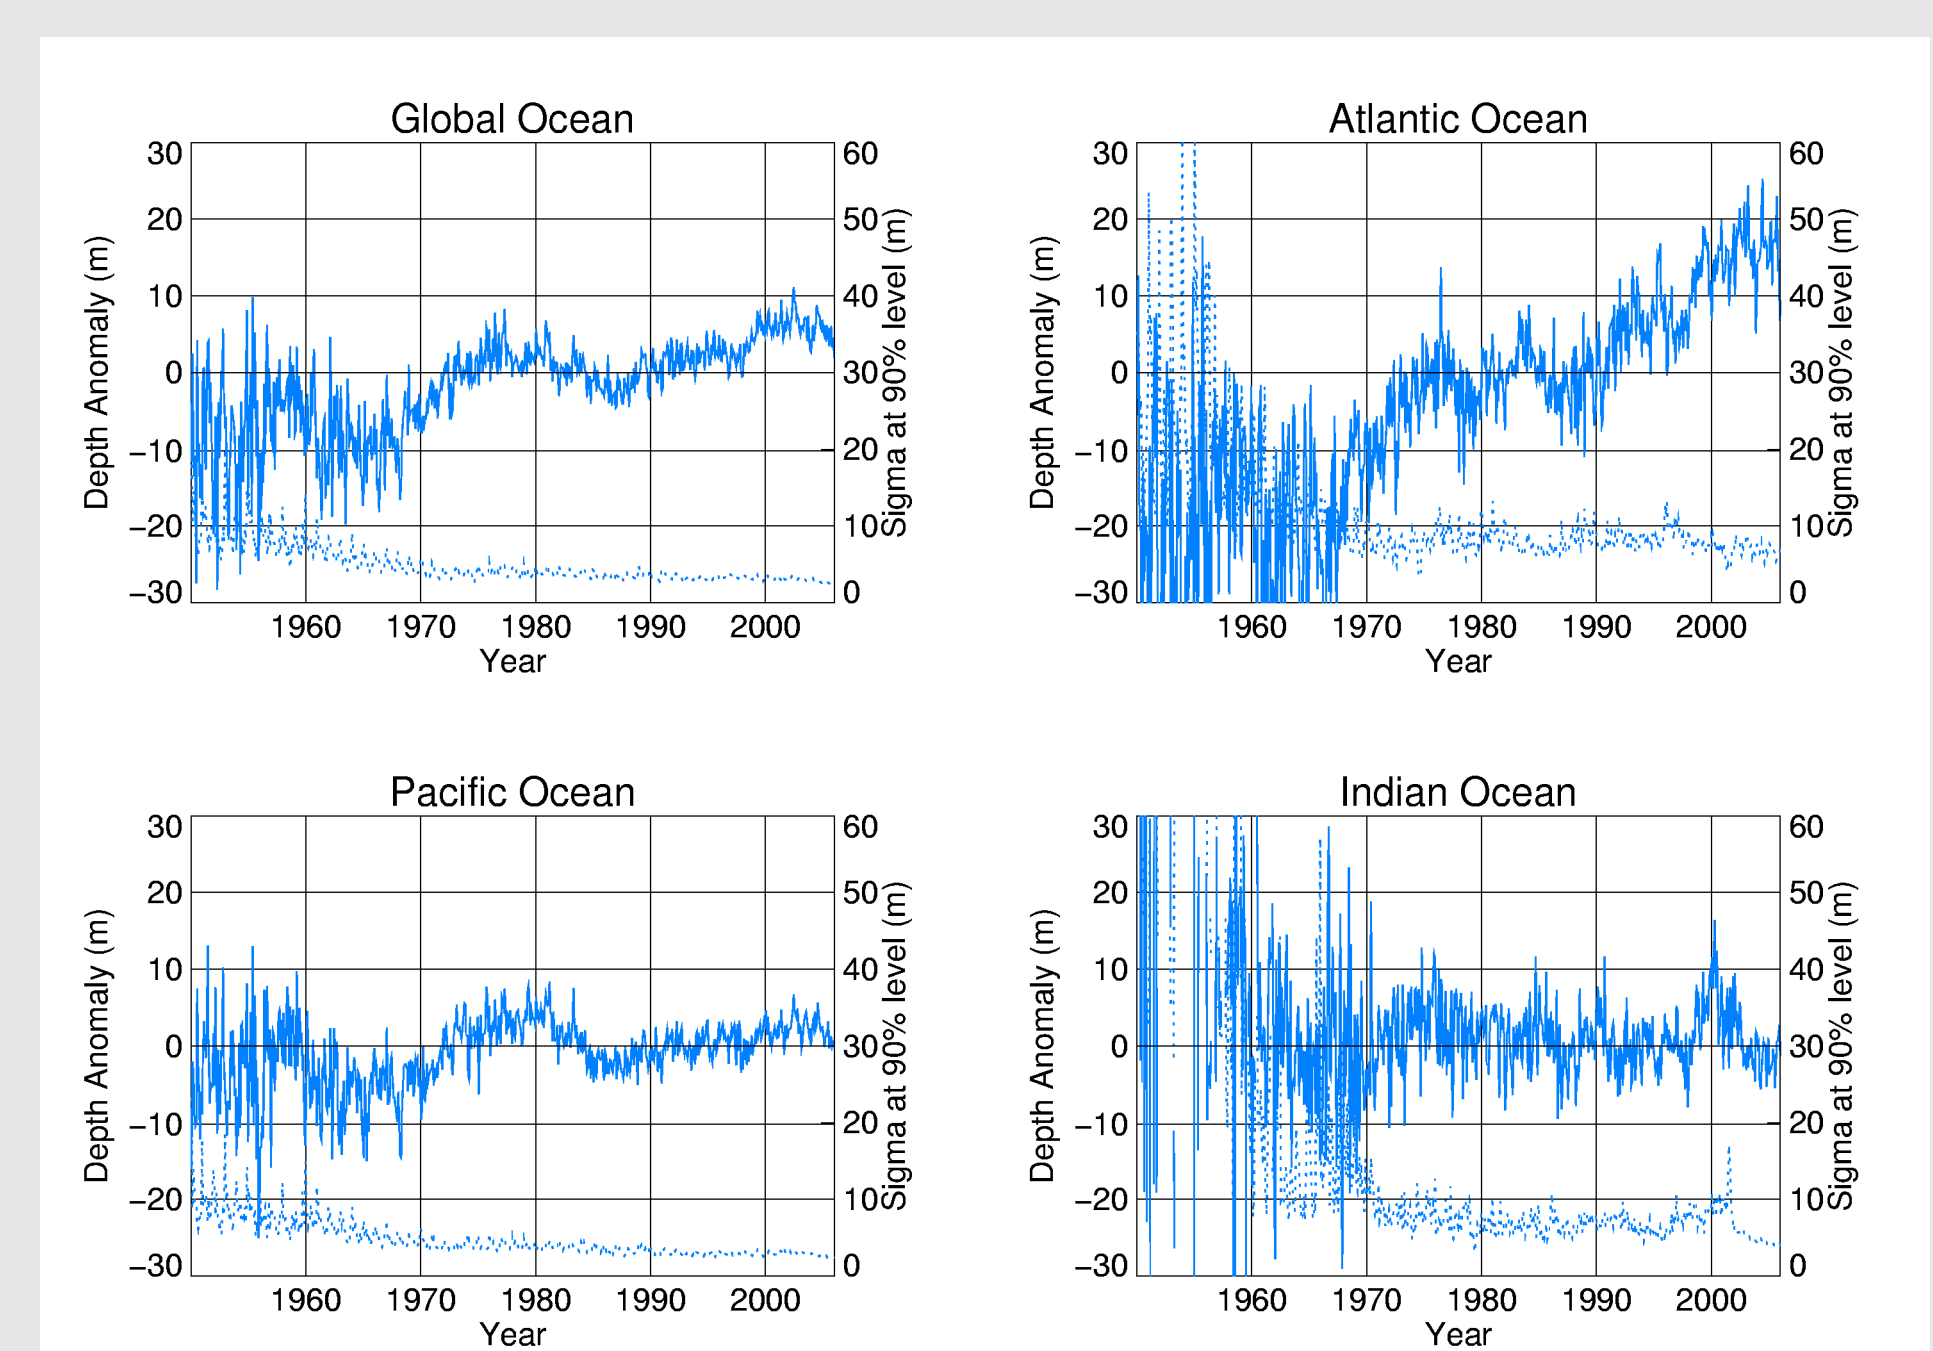 Global Ocean
30
20
10
0
−10
−20
−30
60
50
40
30
20
10
0
Depth Anomaly (m)
Sigma at 90% level (m)
1960 1970 1980 1990 2000
Year
Atlantic Ocean
30
20
10
0
−10
−20
−30
60
50
40
30
20
10
0
Depth Anomaly (m)
Sigma at 90% level (m)
1960 1970 1980 1990 2000
Year
Pacific Ocean
30
20
10
0
−10
−20
−30
60
50
40
30
20
10
0
Depth Anomaly (m)
Sigma at 90% level (m)
1960 1970 1980 1990 2000
Year
Indian Ocean
30
20
10
0
−10
−20
−30
60
50
40
30
20
10
0
Depth Anomaly (m)
Sigma at 90% level (m)
1960 1970 1980 1990 2000
Year